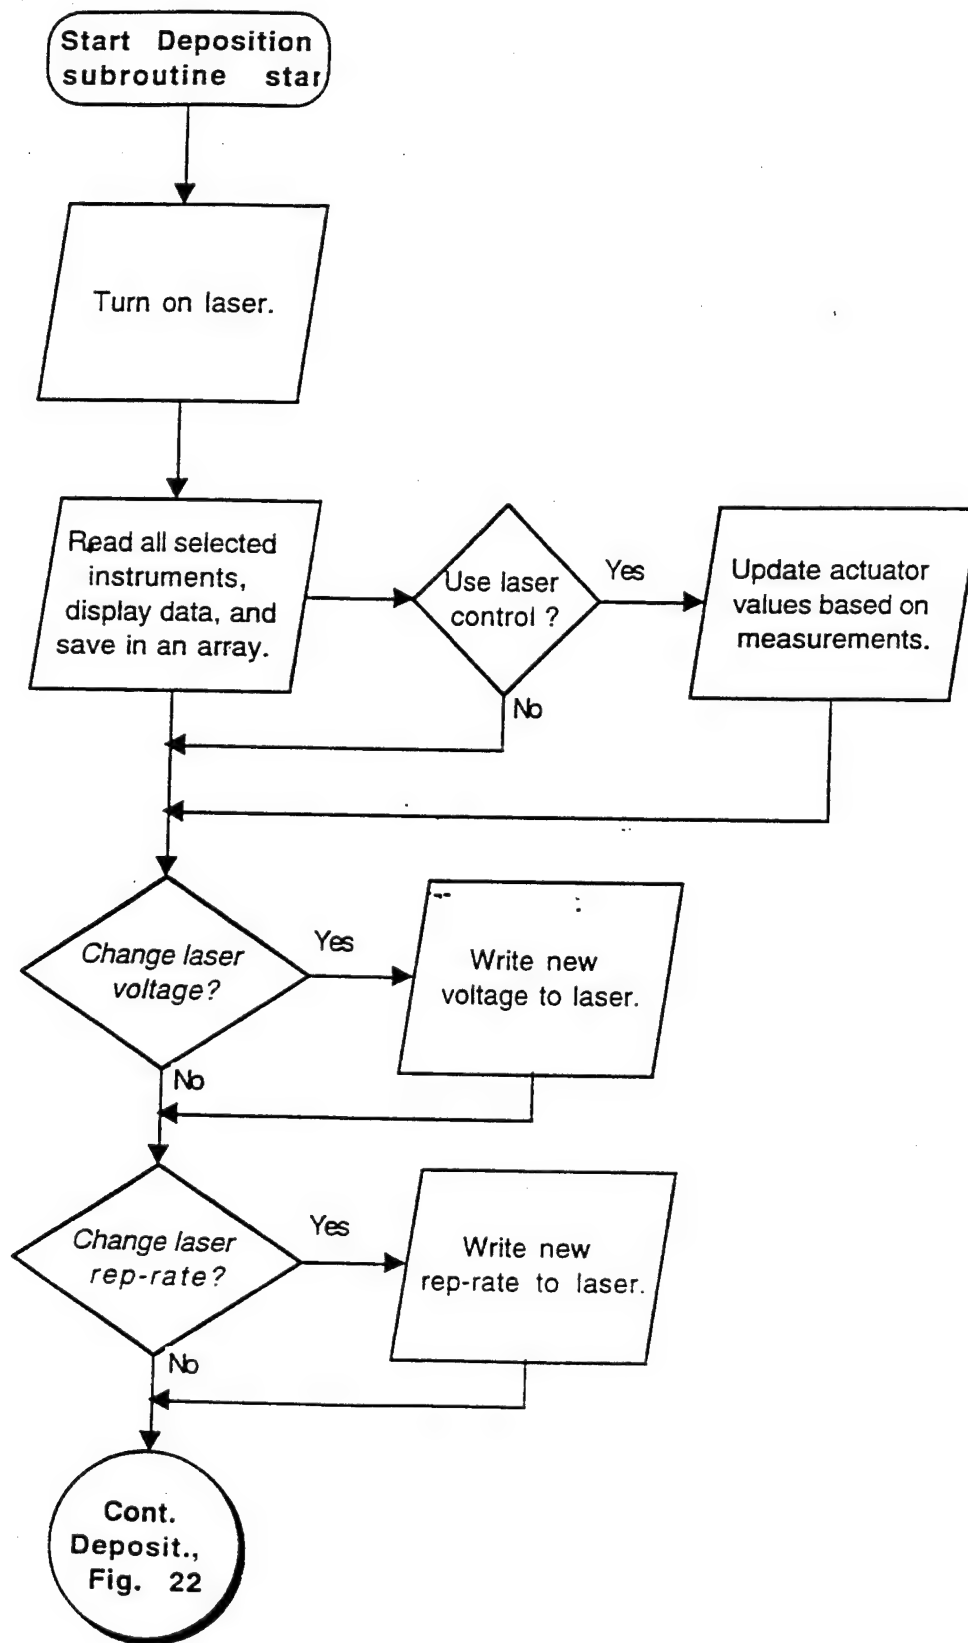 Start Deposition
subroutine star
Turn on laser.
Read all selected
instruments,
display data, and
save in an array.
Use laser
control ?
Yes
Update actuator
values based on
measurements.
No
Change laser
voltage?
Yes
Write new
voltage to laser.
No
Change laser
rep-rate?
Yes
Write new
rep-rate to laser.
No
Cont.
Deposit.,
Fig. 22